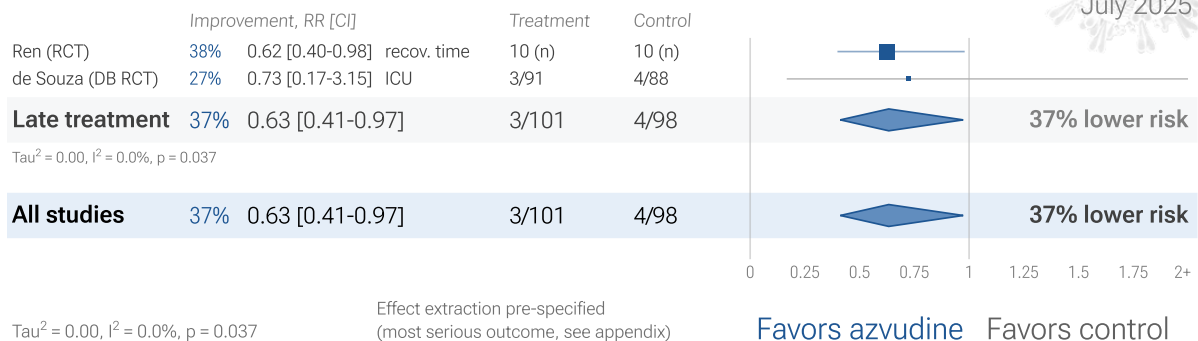 July 2025
Improvement, RR [CI] Treatment Control
Ren (RCT) 38% 0.62 [0.40-0.98] recov. time 10 (n) 10 (n)
de Souza (DB RCT) 27% 0.73 [0.17-3.15] ICU 3/91 4/88
Late treatment 37% 0.63 [0.41-0.97] 3/101 4/98 37% lower risk
Tau² = 0.00, I² = 0.0%, p = 0.037
All studies 37% 0.63 [0.41-0.97] 3/101 4/98 37% lower risk
0 0.25 0.5 0.75 1 1.25 1.5 1.75 2+
Effect extraction pre-specified
Tau² = 0.00, I² = 0.0%, p = 0.037 (most serious outcome, see appendix) Favors azvudine Favors control